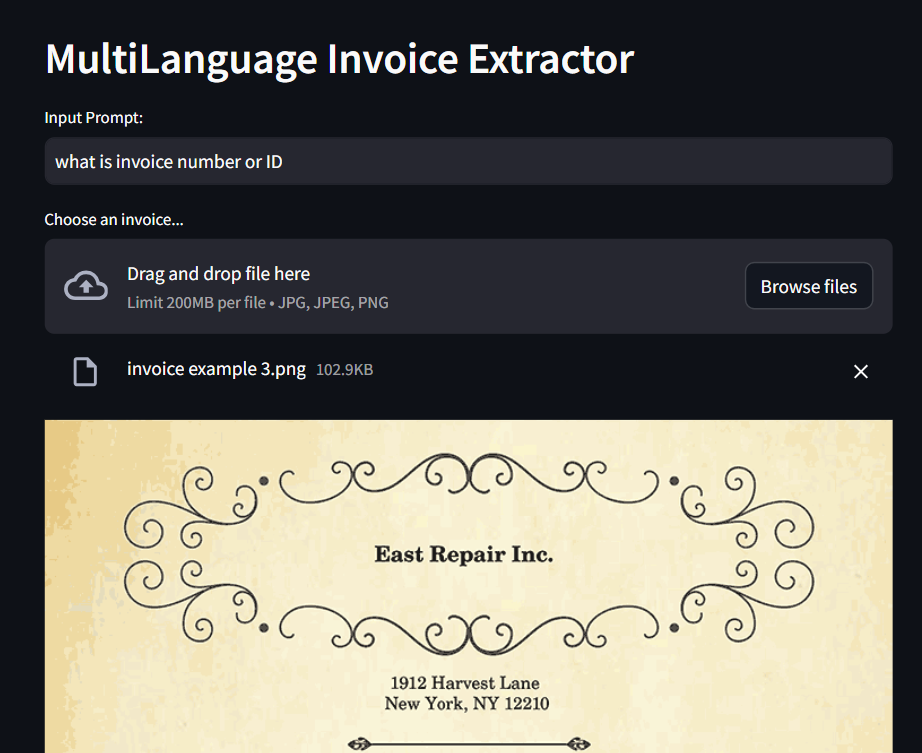 MultiLanguage Invoice Extractor
Input Prompt:
what is invoice number or ID
Choose an invoice...
Drag and drop file here
Limit 200MB per file • JPG, JPEG, PNG
Browse files
invoice example 3.png 102.9KB
East Repair Inc.
1912 Harvest Lane
New York, NY 12210